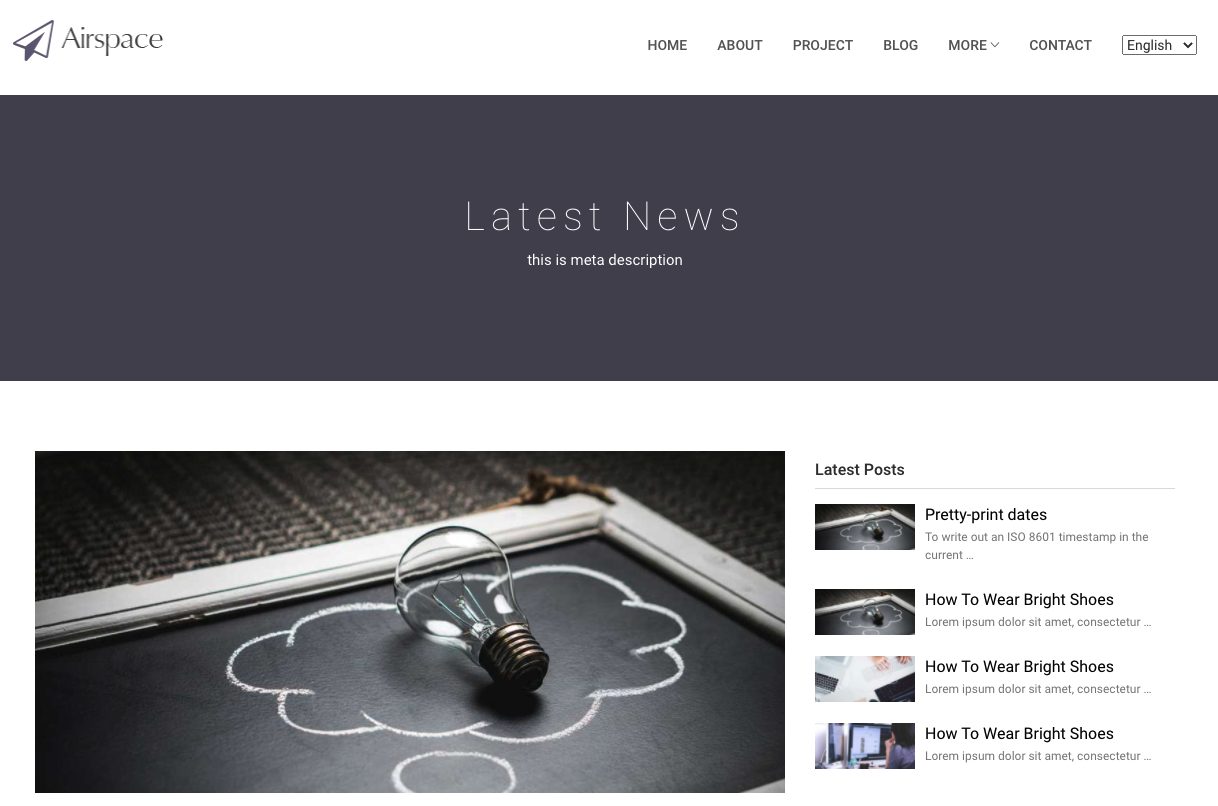 Airspace
HOME ABOUT PROJECT BLOG MORE CONTACT English
Latest News
this is meta description
Latest Posts
Pretty-print dates
To write out an ISO 8601 timestamp in the
current ...
How To Wear Bright Shoes
Lorem ipsum dolor sit amet, consectetur ...
How To Wear Bright Shoes
Lorem ipsum dolor sit amet, consectetur ...
How To Wear Bright Shoes
Lorem ipsum dolor sit amet, consectetur ...